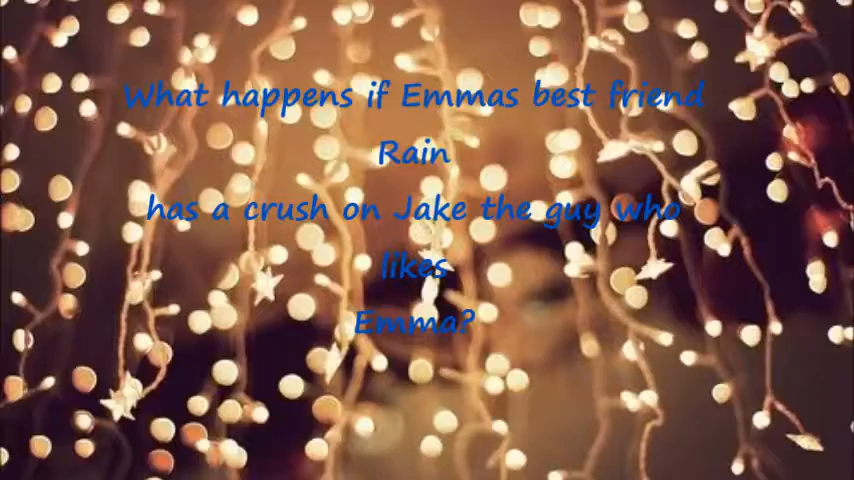 What happens if Emmas best friend
Rain
has a crush on Jake the guy who
likes
Emma?